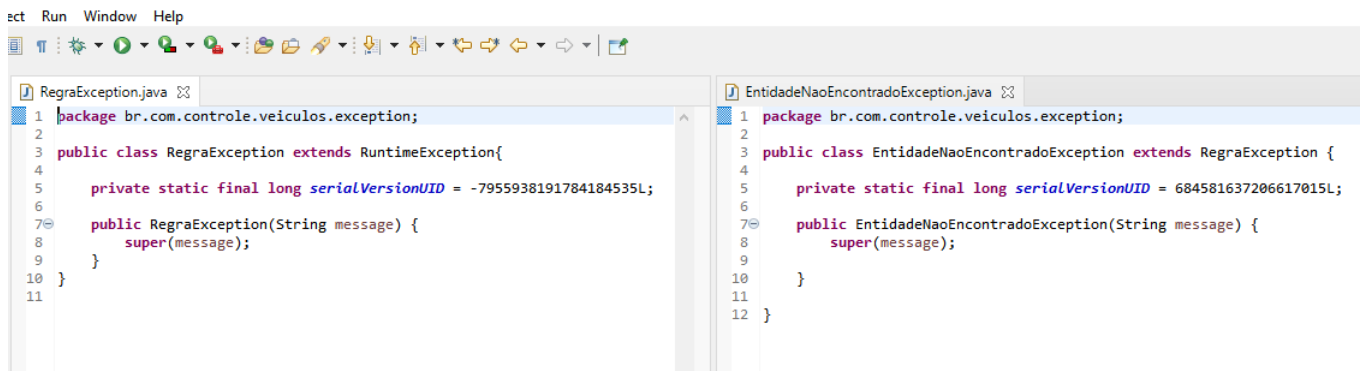 ect Run Window Help
RegraException.java
1 package br.com.controle.veiculos.exception;
2
3 public class RegraException extends RuntimeException{
4
5 private static final long serialVersionUID = -7955938191784184535L;
6
7 public RegraException(String message) {
8 super(message);
9 }
10 }
11
EntidadeNaoEncontradoException.java
1 package br.com.controle.veiculos.exception;
2
3 public class EntidadeNaoEncontradoException extends RegraException {
4
5 private static final long serialVersionUID = 684581637206617015L;
6
7 public EntidadeNaoEncontradoException(String message) {
8 super(message);
9
10 }
11
12 }